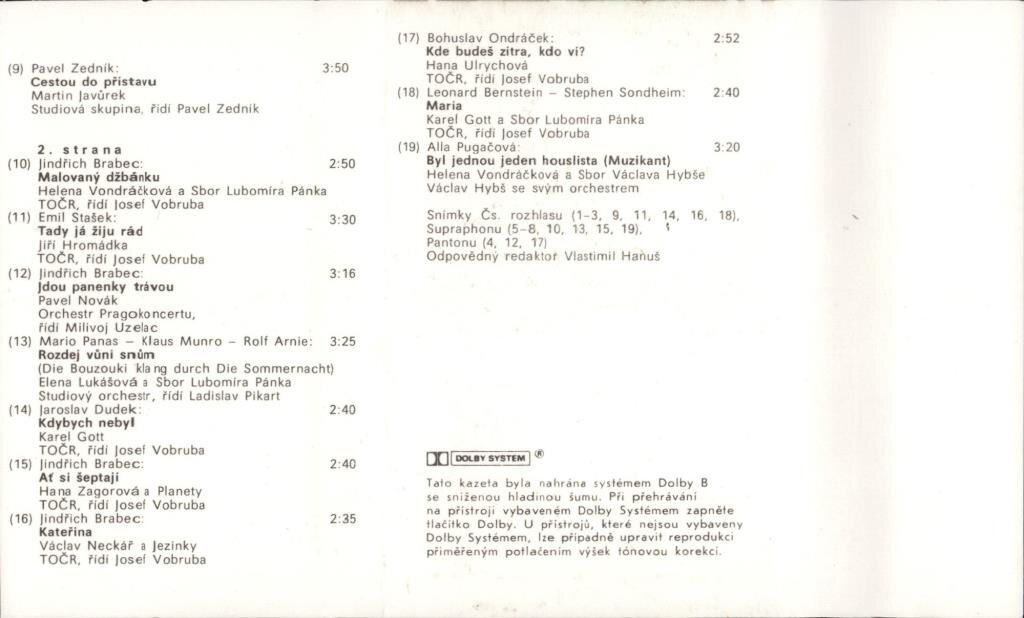 (9) Pavel Zedník: 3:50
Cestou do přístavu
Martin Javůrek
Studiová skupina, řídí Pavel Zedník
2. strana
(10) Jindřich Brabec: 2:50
Malovaný džbánku
Helena Vondráčková a Sbor Lubomíra Pánka
TOČR, řídí Josef Vobruba
(11) Emil Stašek: 3:30
Tady já žiju rád
Jiří Hromádka
TOČR, řídí Josef Vobruba
(12) Jindřich Brabec: 3:16
Jdou panenky trávou
Pavel Novák
Orchestr Pragokoncertu,
řídí Milivoj Uzelac
(13) Mario Panas – Klaus Munro – Rolf Arnie: 3:25
Rozdej vůni snům
(Die Bouzouki klang durch Die Sommernacht)
Elena Lukášová a Sbor Lubomíra Pánka
Studiový orchestr, řídí Ladislav Pikart
(14) Jaroslav Dudek: 2:40
Kdybych nebyl
Karel Gott
TOČR, řídí Josef Vobruba
(15) Jindřich Brabec: 2:40
Ať si šeptají
Hana Zagorová a Planety
TOČR, řídí Josef Vobruba
(16) Jindřich Brabec: 2:35
Kateřina
Václav Neckář a Jezinky
TOČR, řídí Josef Vobruba
(17) Bohuslav Ondráček: 2:52
Kde budeš zítra, kdo ví?
Hana Ulrychová
TOČR, řídí Josef Vobruba
(18) Leonard Bernstein – Stephen Sondheim: 2:40
Maria
Karel Gott a Sbor Lubomíra Pánka
TOČR, řídí Josef Vobruba
(19) Alla Pugačová: 3:20
Byl jednou jeden houslista (Muzikant)
Helena Vondráčková a Sbor Václava Hybše
Václav Hybš se svým orchestrem
Snímky Čs. rozhlasu (1–3, 9, 11, 14, 16, 18),
Supraphonu (5–8, 10, 13, 15, 19),
Pantonu (4, 12, 17)
Odpovědný redaktor Vlastimil Hanuš
DOLBY SYSTEM ®
Tato kazeta byla nahrána systémem Dolby B
se sníženou hladinou šumu. Při přehrávání
na přístroji vybaveném Dolby Systémem zapněte
tlačítko Dolby. U přístrojů, které nejsou vybaveny
Dolby Systémem, lze případně upravit reprodukci
přiměřeným potlačením výšek tónovou korekcí.